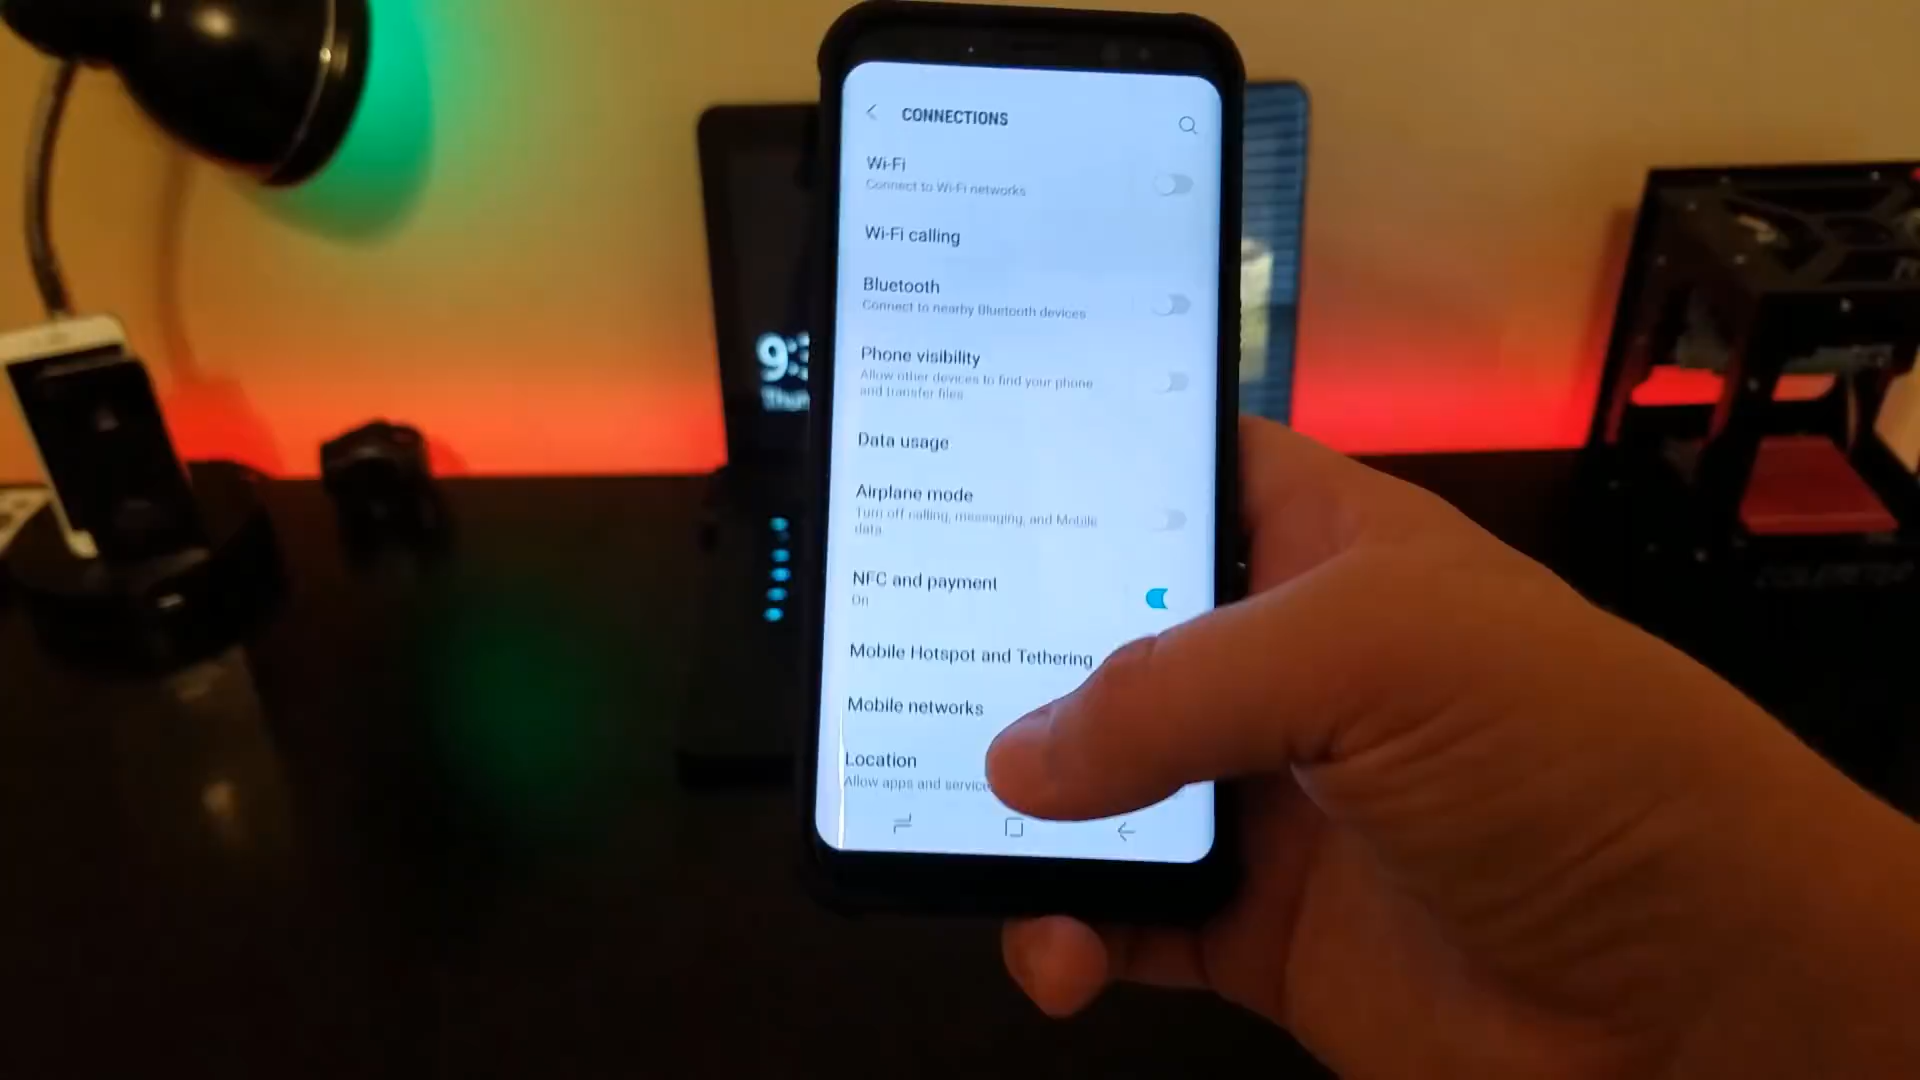 CONNECTIONS
Wi-Fi
Connect to Wi-Fi networks
Wi-Fi calling
Bluetooth
Connect to nearby Bluetooth devices
Phone visibility
Allow other devices to find your phone
and transfer files
Data usage
Airplane mode
Turn off calling, messaging, and Mobile
data.
NFC and payment
On
Mobile Hotspot and Tethering
Mobile networks
Location
Allow apps and service
9: